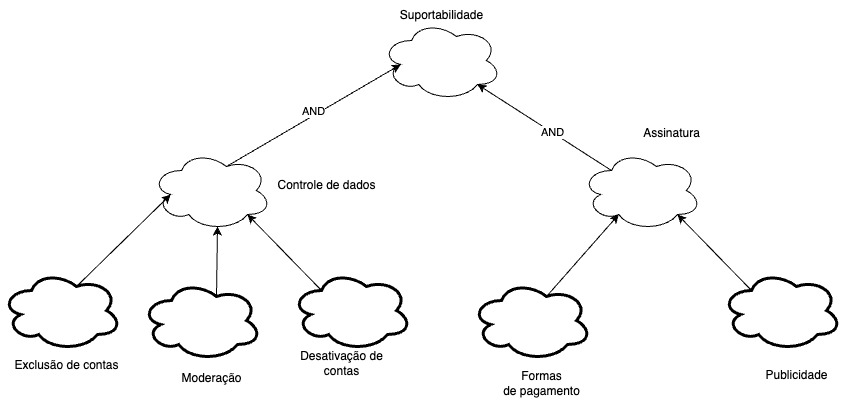 Suportabilidade
AND
AND
Assinatura
Controle de dados
Exclusão de contas
Moderação
Desativação de
contas
Formas
de pagamento
Publicidade